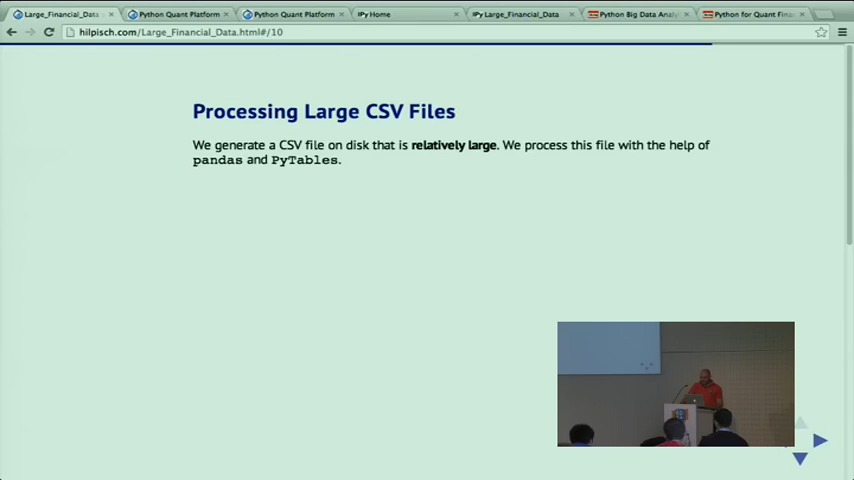 Large_Financial_Data
Python Quant Platform
Python Quant Platform
IPy Home
IPy Large_Financial_Data
Python Big Data Analy
Python for Quant Finan
hilpisch.com/Large_Financial_Data.html#/10
Processing Large CSV Files
We generate a CSV file on disk that is relatively large. We process this file with the help of
pandas and PyTables.